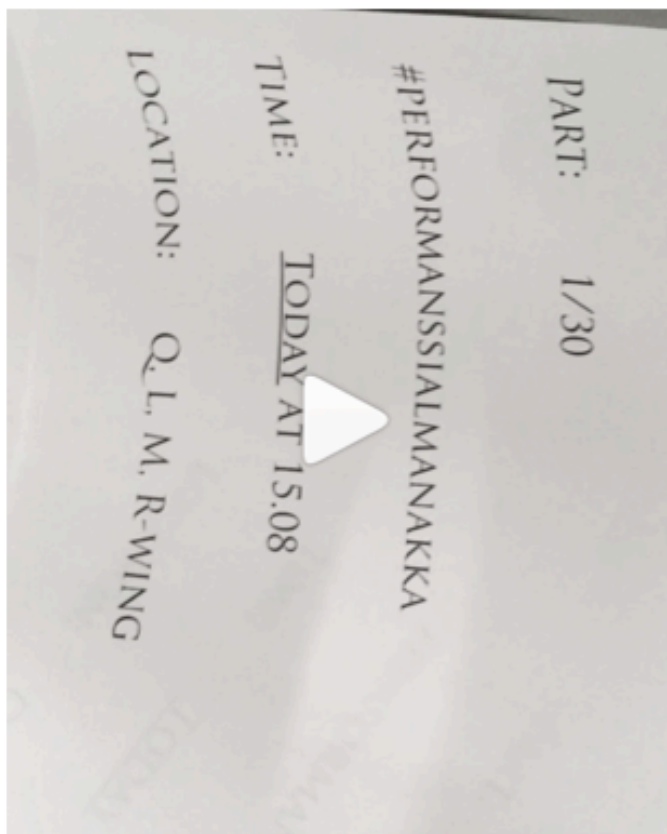 PART: 1/30
#PERFORMANSSIALMANAKKA
TIME: TODAY AT 15.08
LOCATION: Q, L, M, R-WING